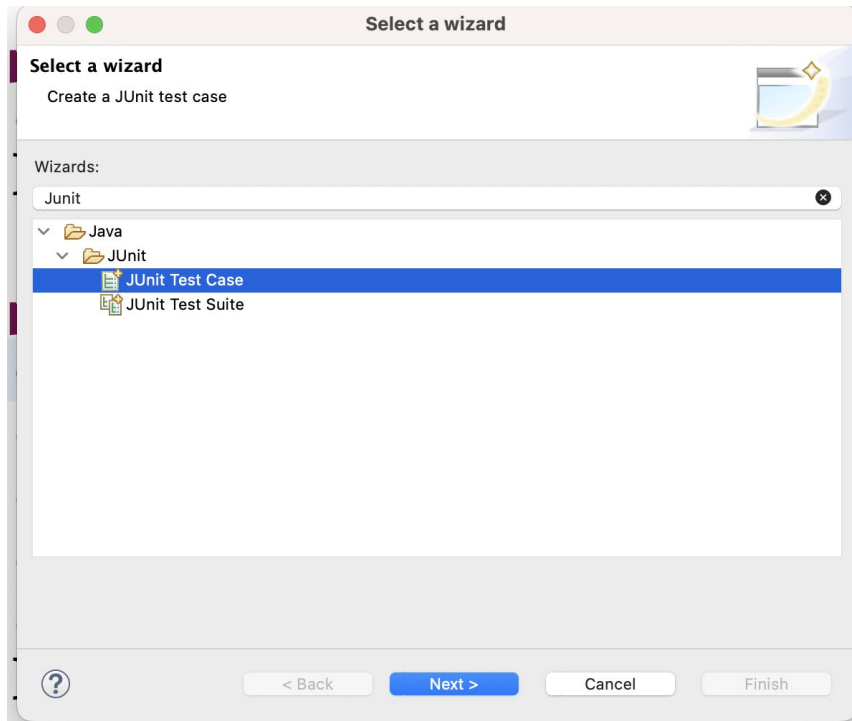 Select a wizard
Select a wizard
Create a JUnit test case
Wizards:
Junit
Java
JUnit
JUnit Test Case
JUnit Test Suite
?
< Back Next > Cancel Finish